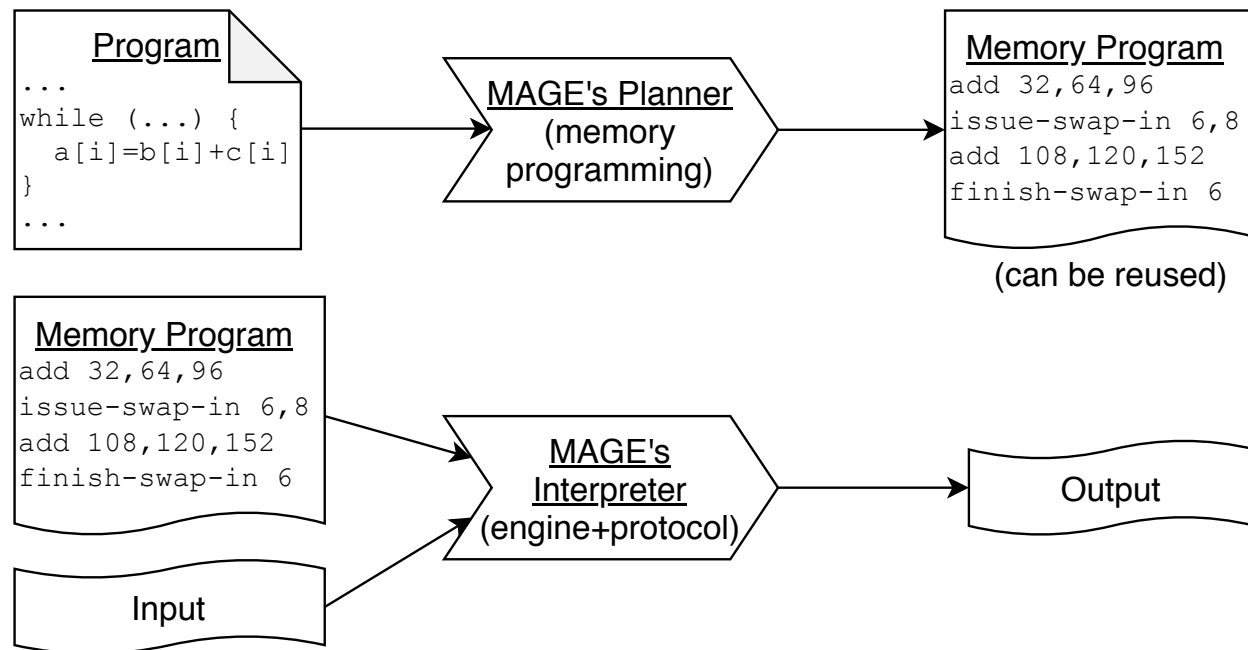 Program
...
while (...) {
  a[i]=b[i]+c[i]
}
...
MAGE's Planner
(memory
programming)
Memory Program
add 32,64,96
issue-swap-in 6,8
add 108,120,152
finish-swap-in 6
(can be reused)
Memory Program
add 32,64,96
issue-swap-in 6,8
add 108,120,152
finish-swap-in 6
Input
MAGE's
Interpreter
(engine+protocol)
Output